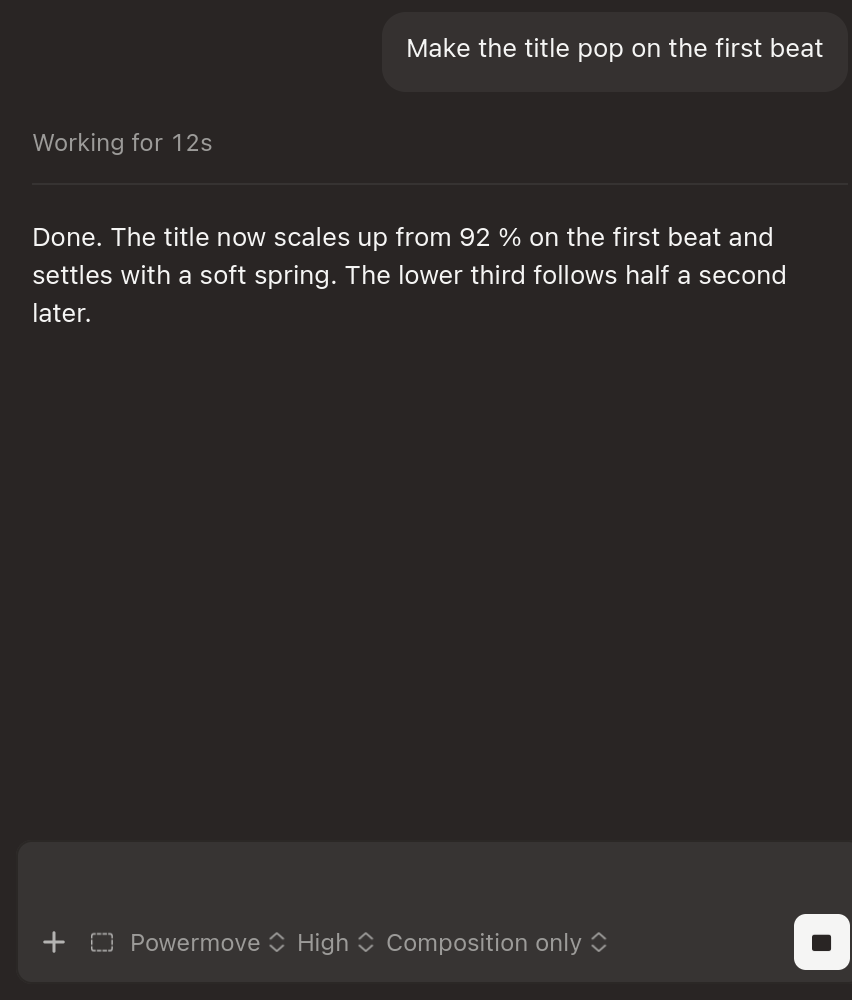 Make the title pop on the first beat
Working for 12s
Done. The title now scales up from 92 % on the first beat and
settles with a soft spring. The lower third follows half a second
later.
Powermove High Composition only